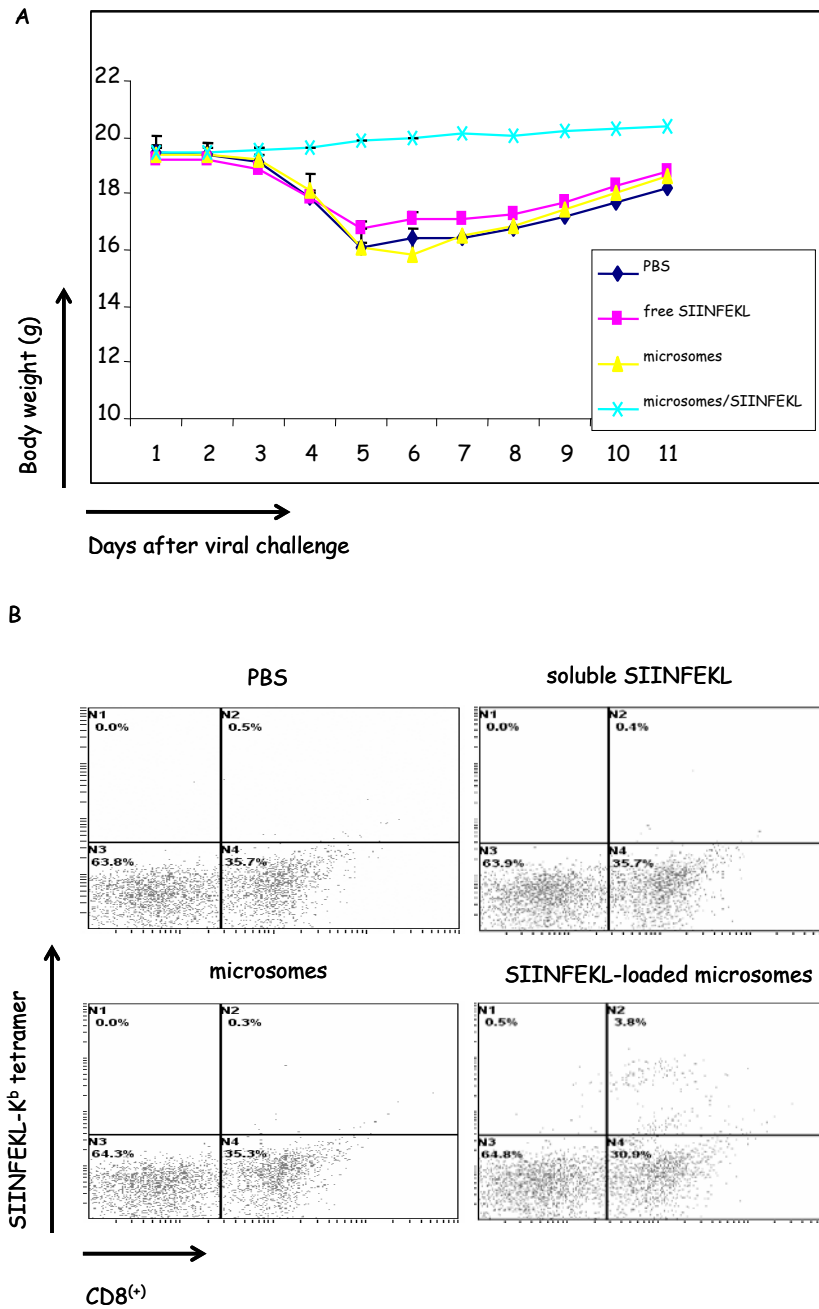 A
22
20
18
16
14
12
10
1 2 3 4 5 6 7 8 9 10 11
Body weight (g)
Days after viral challenge
PBS
free SIINFEKL
microsomes
microsomes/SIINFEKL
B
PBS
N1
0.0%
N2
0.5%
N3
63.8%
N4
35.7%
soluble SIINFEKL
N1
0.0%
N2
0.4%
N3
63.9%
N4
35.7%
microsomes
N1
0.0%
N2
0.3%
N3
64.3%
N4
35.3%
SIINFEKL-loaded microsomes
N1
0.5%
N2
3.8%
N3
64.8%
N4
30.9%
SIINFEKL-Kᵇ tetramer
CD8⁽⁺⁾